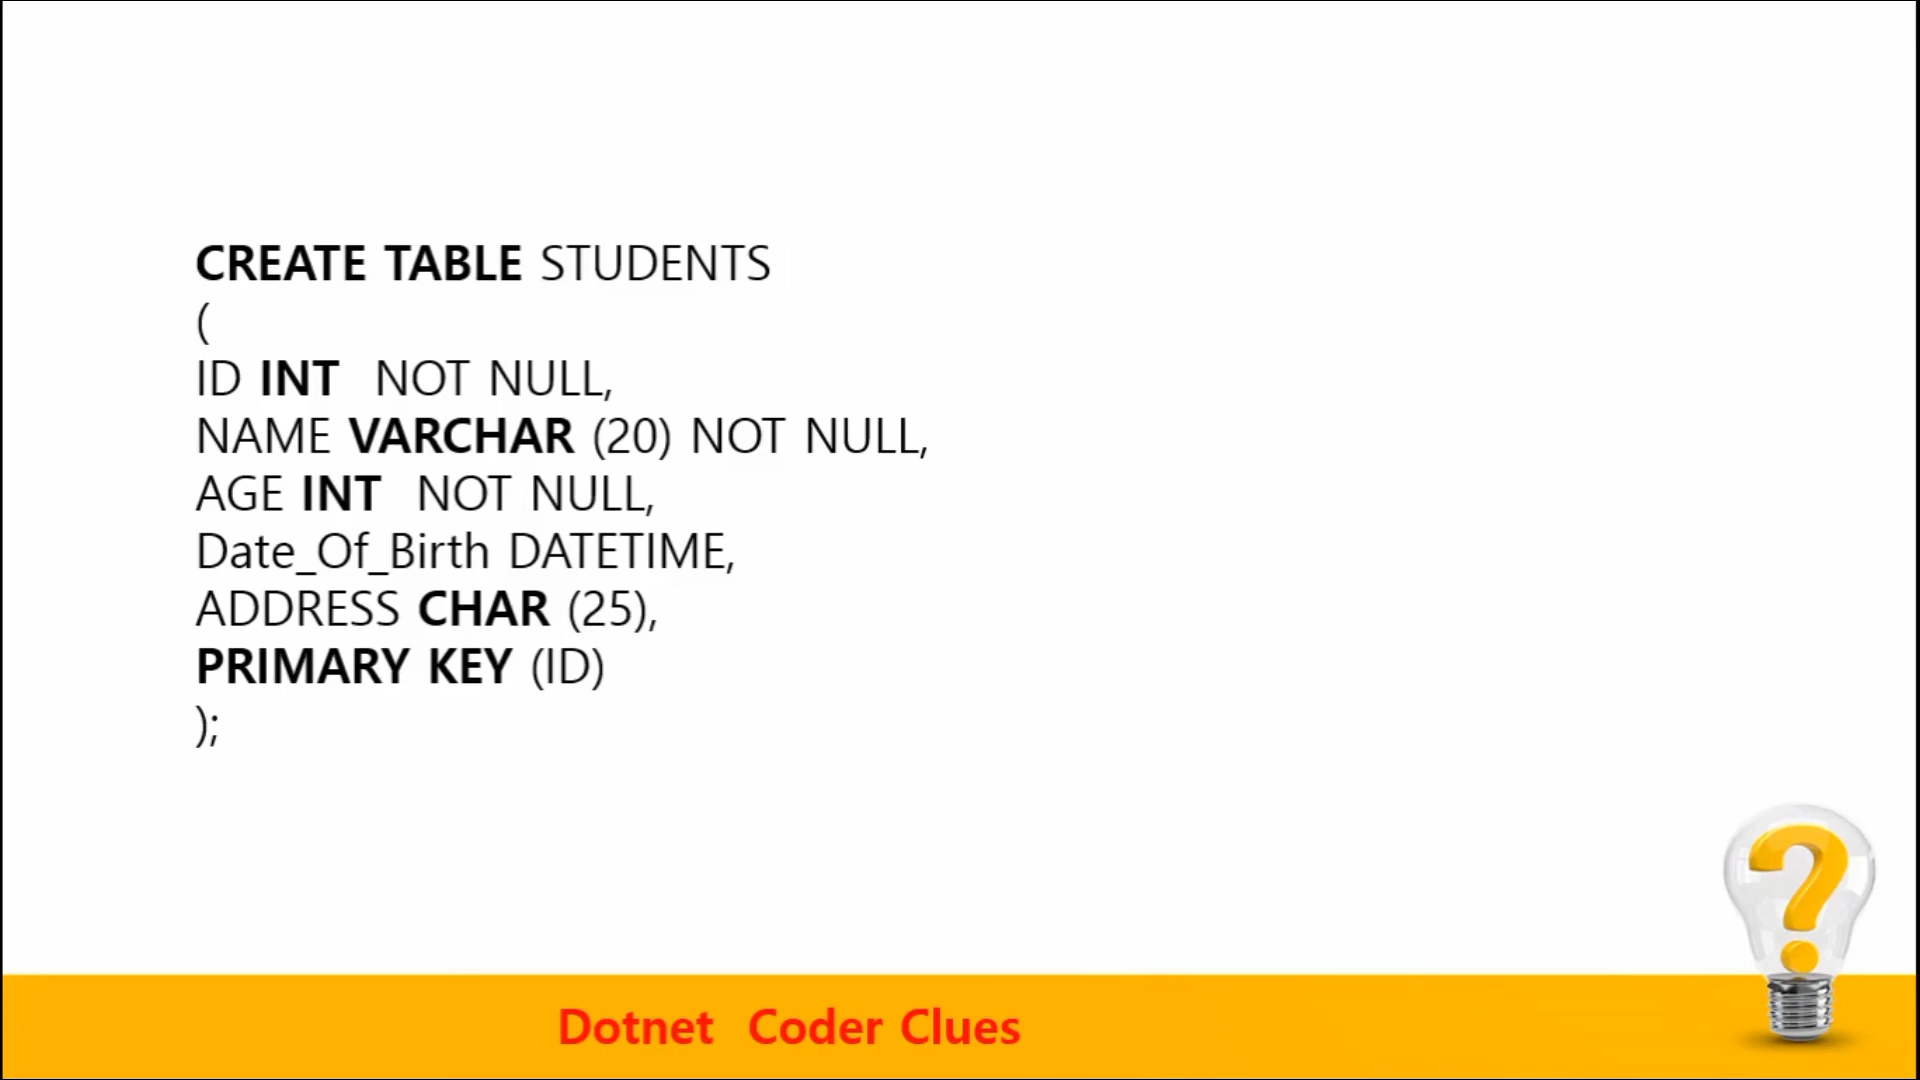 CREATE TABLE STUDENTS
(
ID INT  NOT NULL,
NAME VARCHAR (20) NOT NULL,
AGE INT  NOT NULL,
Date_Of_Birth DATETIME,
ADDRESS CHAR (25),
PRIMARY KEY (ID)
);
Dotnet  Coder Clues